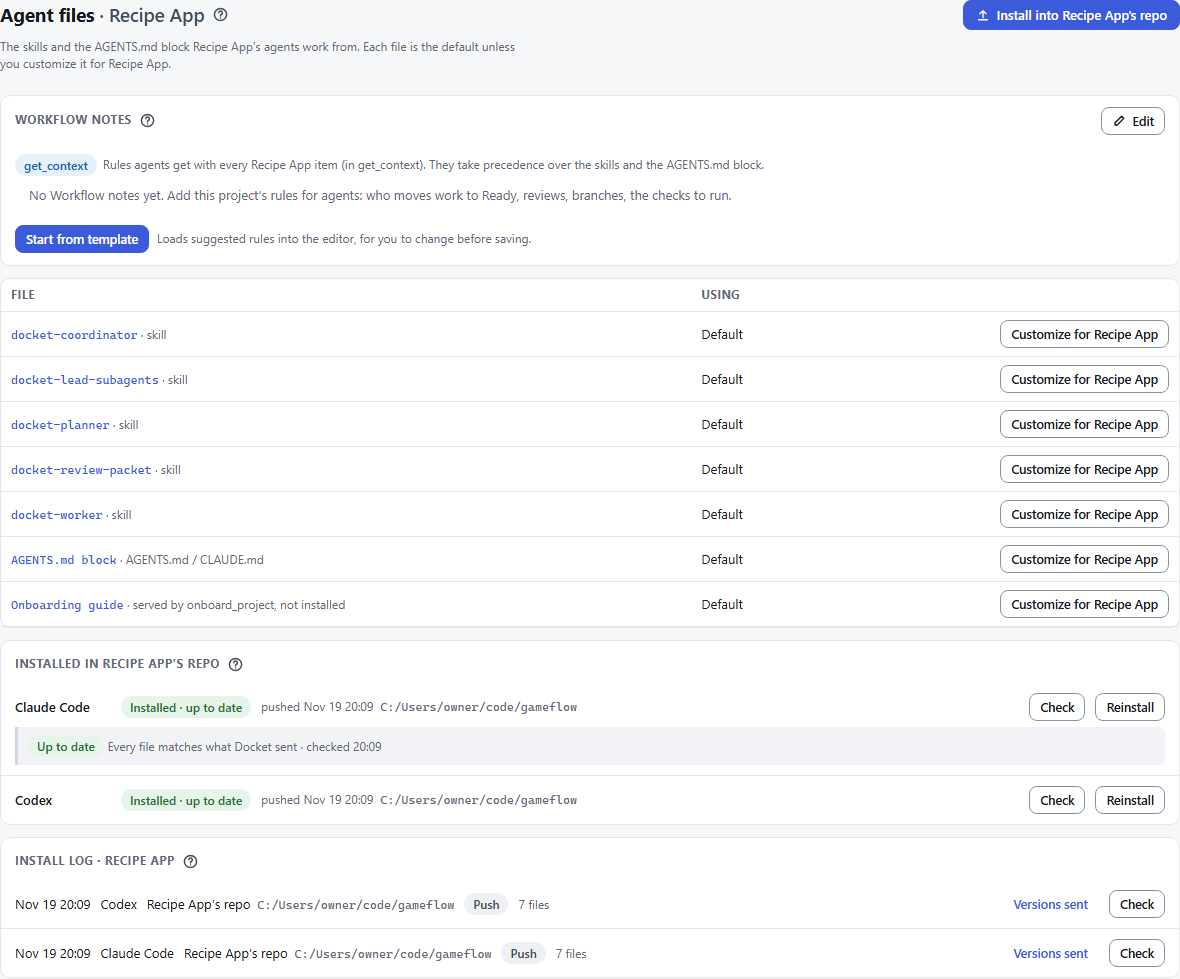 Agent files · Recipe App
Install into Recipe App's repo
The skills and the AGENTS.md block Recipe App's agents work from. Each file is the default unless
you customize it for Recipe App.
WORKFLOW NOTES
Edit
get_context Rules agents get with every Recipe App item (in get_context). They take precedence over the skills and the AGENTS.md block.
No Workflow notes yet. Add this project's rules for agents: who moves work to Ready, reviews, branches, the checks to run.
Start from template Loads suggested rules into the editor, for you to change before saving.
FILE USING
docket-coordinator · skill Default Customize for Recipe App
docket-lead-subagents · skill Default Customize for Recipe App
docket-planner · skill Default Customize for Recipe App
docket-review-packet · skill Default Customize for Recipe App
docket-worker · skill Default Customize for Recipe App
AGENTS.md block · AGENTS.md / CLAUDE.md Default Customize for Recipe App
Onboarding guide · served by onboard_project, not installed Default Customize for Recipe App
INSTALLED IN RECIPE APP'S REPO
Claude Code Installed · up to date pushed Nov 19 20:09 C:/Users/owner/code/gameflow Check Reinstall
Up to date Every file matches what Docket sent · checked 20:09
Codex Installed · up to date pushed Nov 19 20:09 C:/Users/owner/code/gameflow Check Reinstall
INSTALL LOG · RECIPE APP
Nov 19 20:09 Codex Recipe App's repo C:/Users/owner/code/gameflow Push 7 files Versions sent Check
Nov 19 20:09 Claude Code Recipe App's repo C:/Users/owner/code/gameflow Push 7 files Versions sent Check